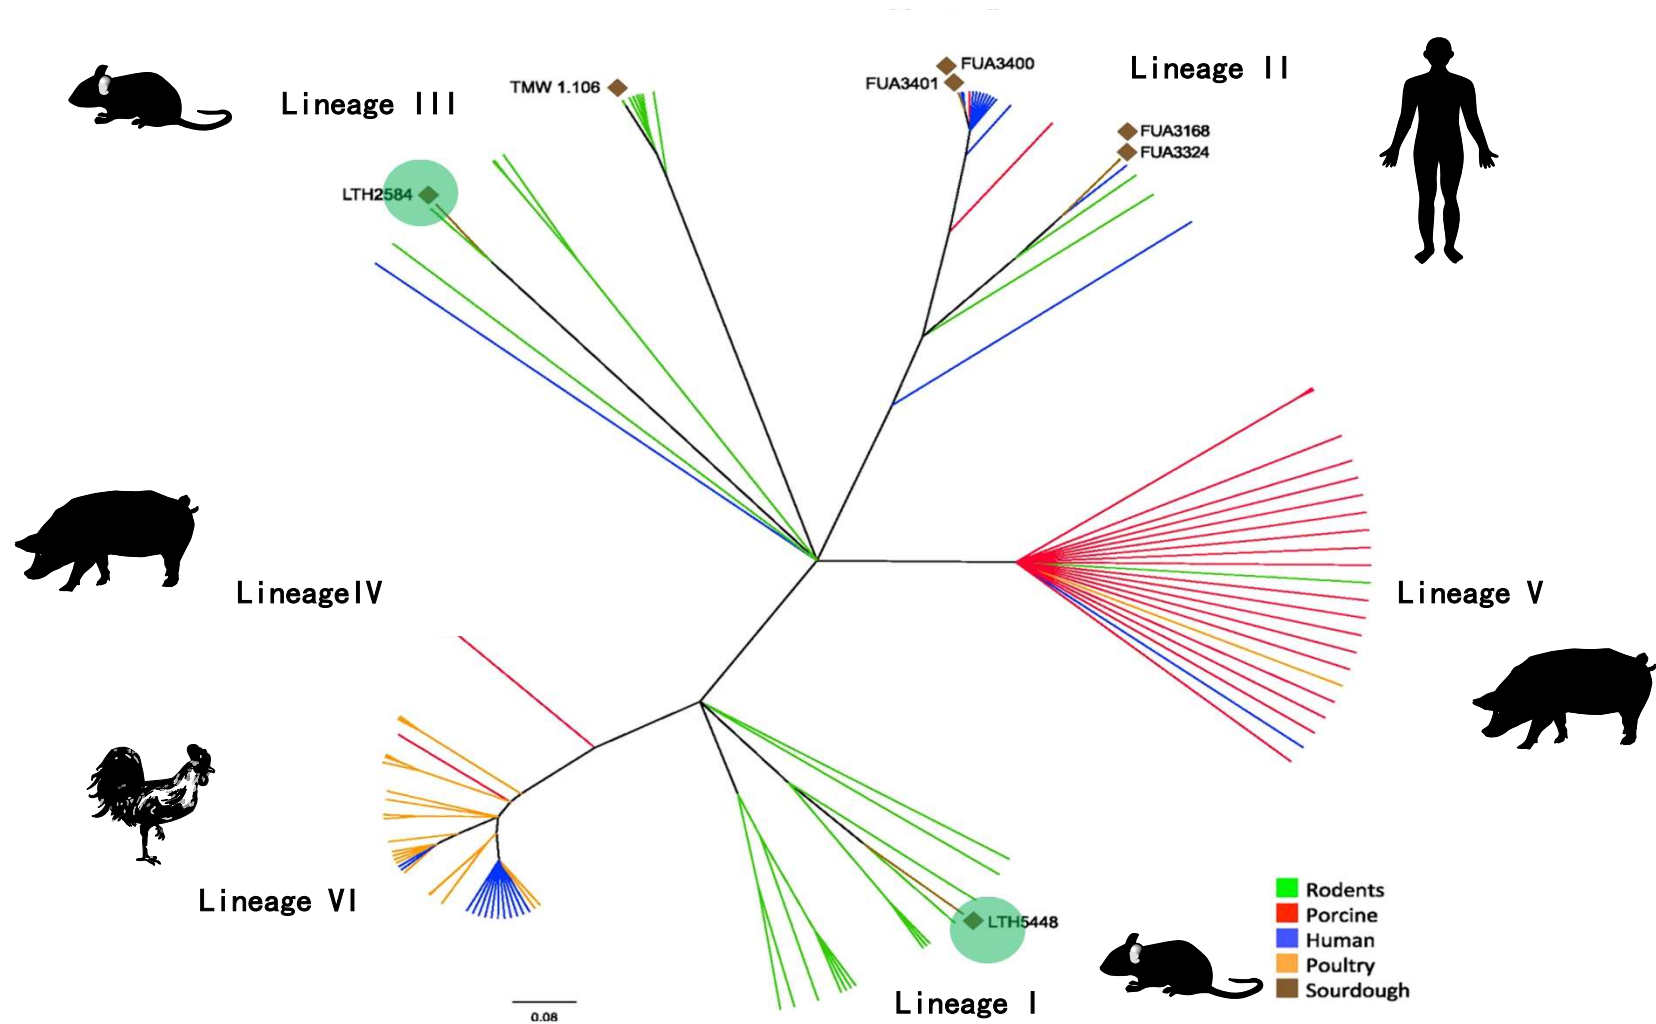 FUA3400
Lineage II
TMW 1.106
FUA3401
Lineage III
FUA3168
FUA3324
LTH2584
LineageIV
Lineage V
Rodents
Lineage VI
Porcine
LTH5448
Human
Poultry
Sourdough
Lineage I
0.08